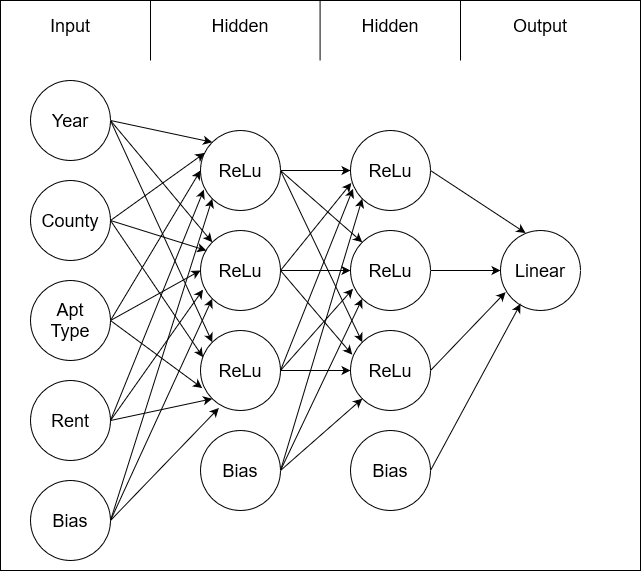 Input
Hidden
Hidden
Output
Year
County
Apt
Type
Rent
Bias
ReLu
ReLu
ReLu
Bias
ReLu
ReLu
ReLu
Bias
Linear